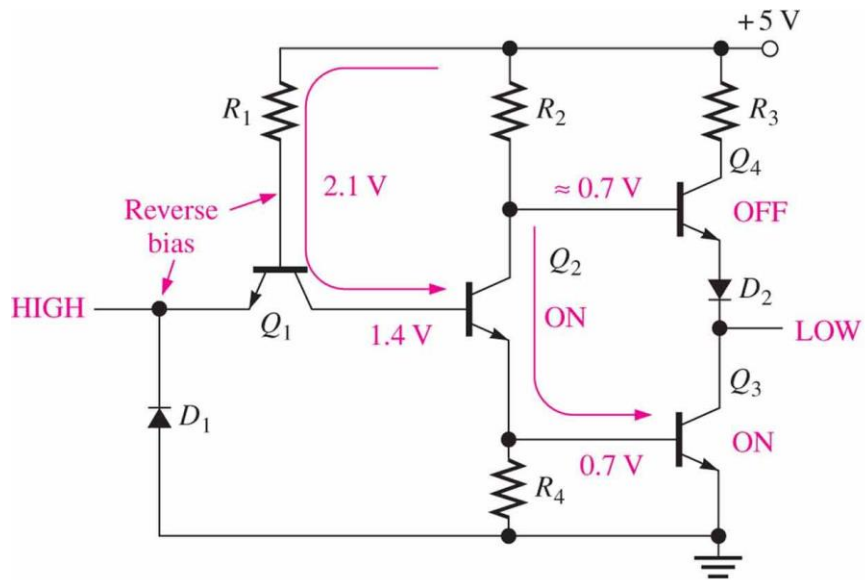 +5 V
R1
R2
R3
Q4
2.1 V
≈ 0.7 V
OFF
Reverse
bias
Q2
D2
HIGH
Q1
1.4 V
ON
LOW
Q3
D1
ON
0.7 V
R4